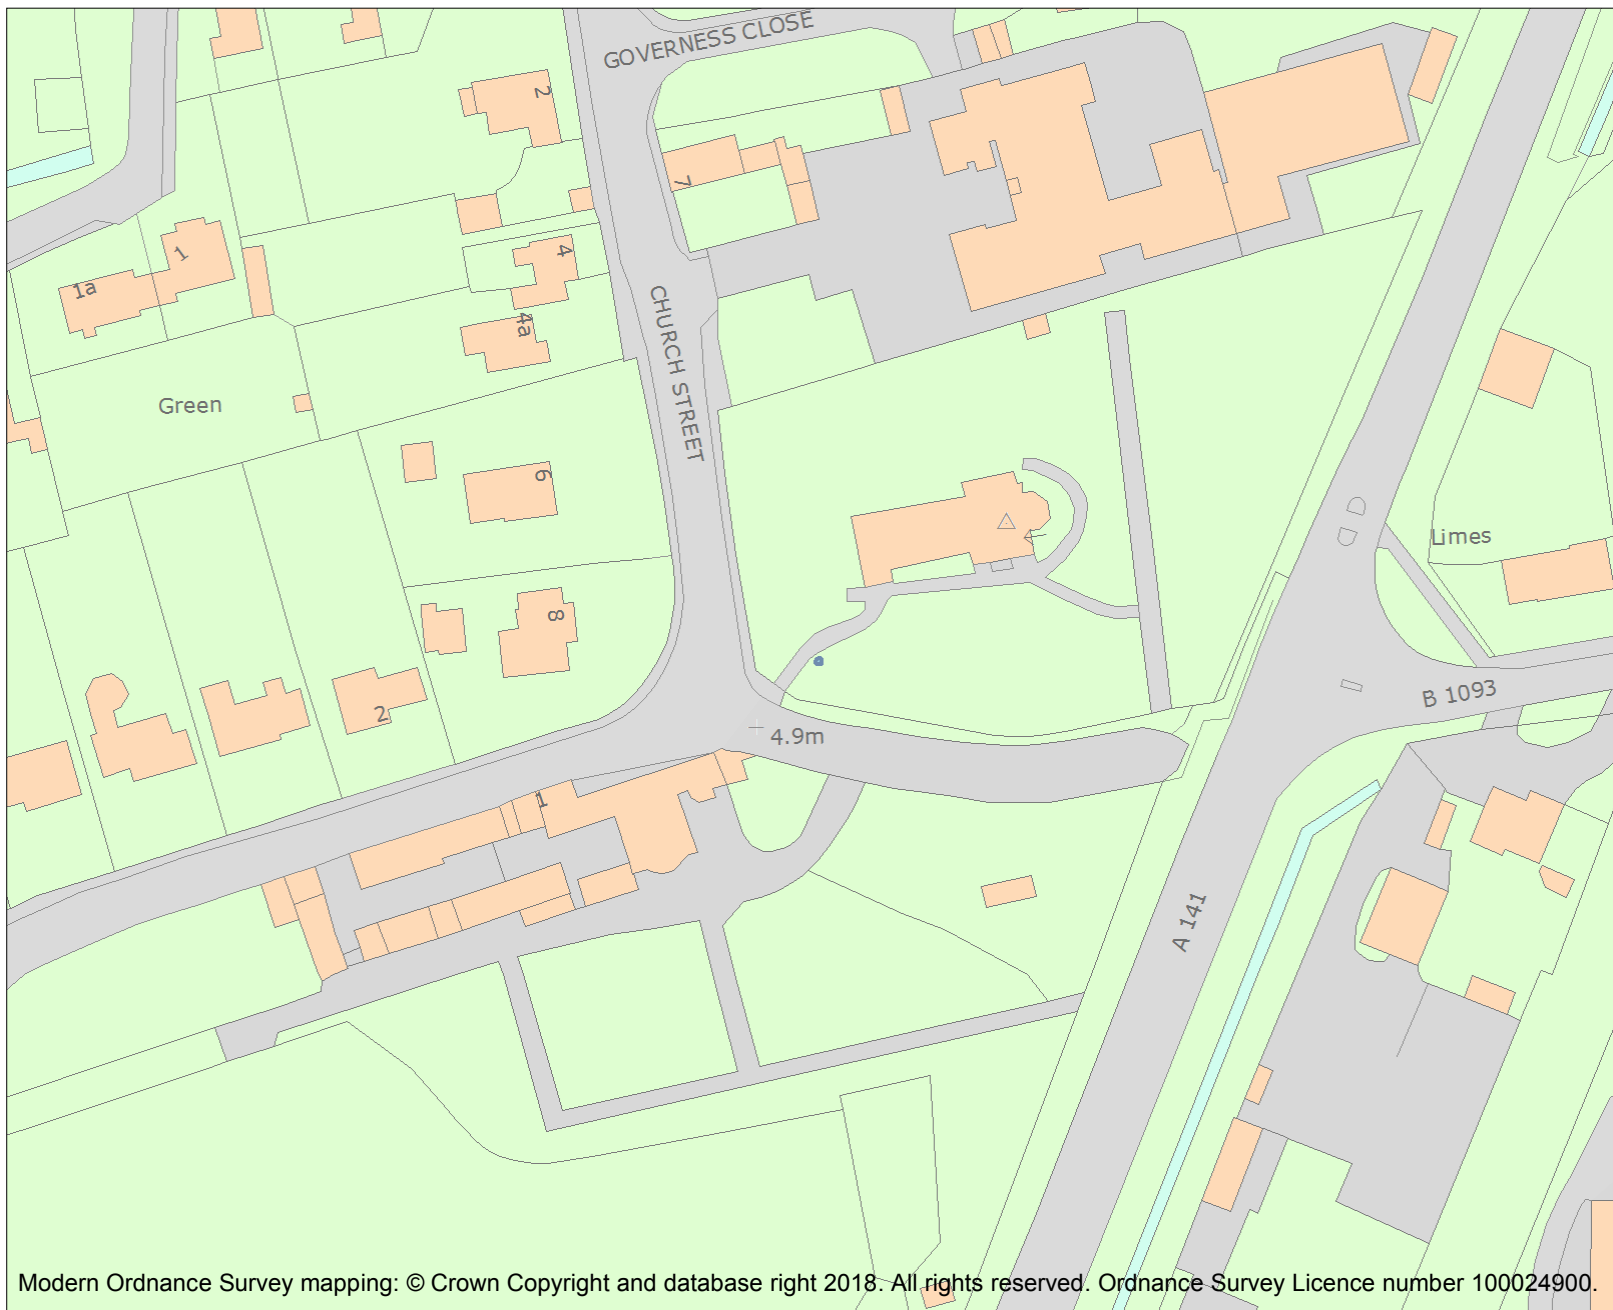 GOVERNESS CLOSE
2
7
1
1a
4
4a
CHURCH STREET
Green
6
Limes
8
2
B 1093
4.9m
1
A 141
Modern Ordnance Survey mapping: © Crown Copyright and database right 2018. All rights reserved. Ordnance Survey Licence number 100024900.